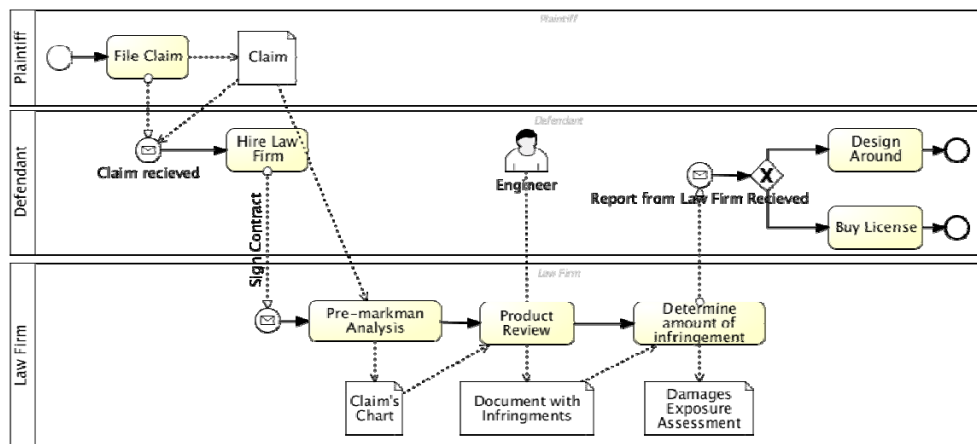 Plaintiff
Plaintiff
File Claim
Claim
Defendant
Defendant
Claim recieved
Hire Law
Firm
Engineer
Report from Law Firm Recieved
Design
Around
Buy License
Sign Contract
Law Firm
Law Firm
Pre-markman
Analysis
Product
Review
Determine
amount of
infringement
Claim's
Chart
Document with
Infringments
Damages
Exposure
Assessment